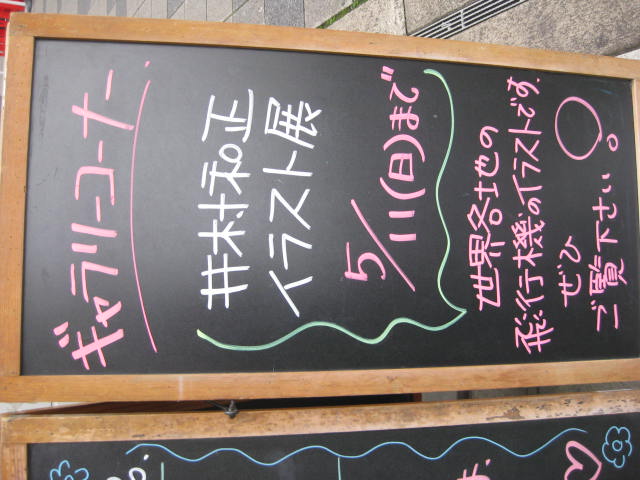 ギャラリーコーナー.
井村和正
イラスト展
5/11(日)まで
世界各地の
飛行機のイラストです.
ぜひ
ご覧下さい。